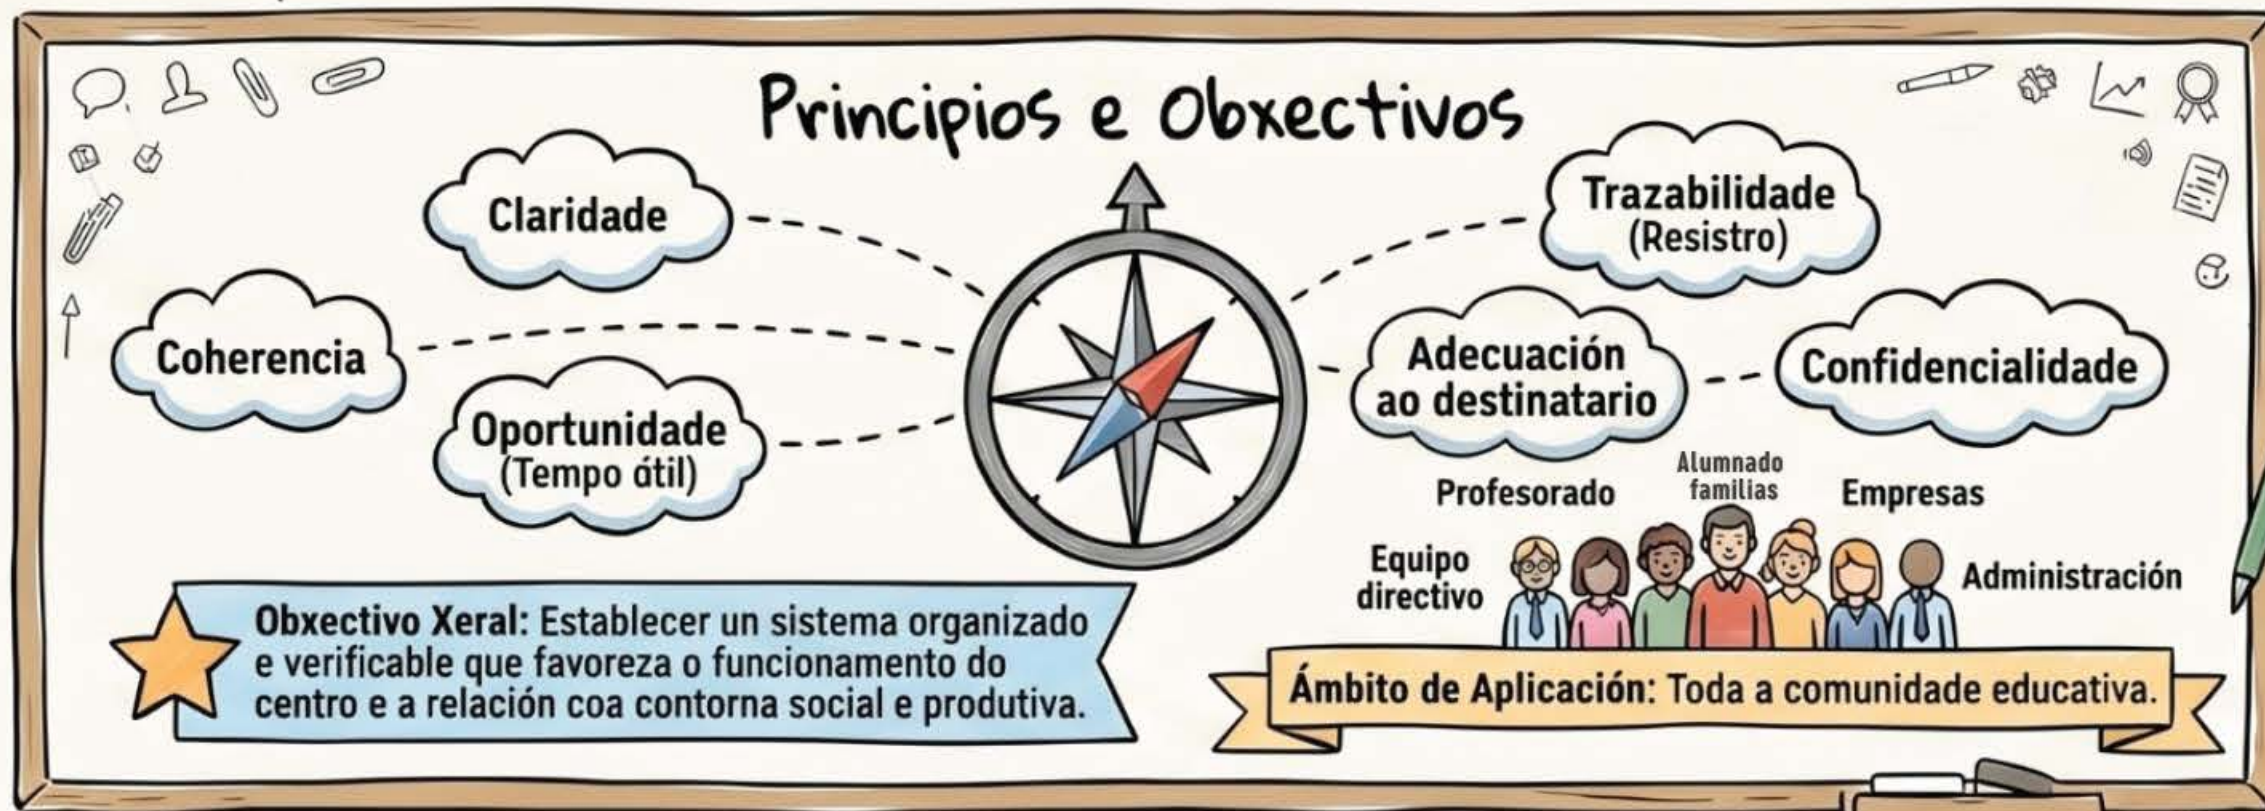 Principios e Obxectivos
Claridade
Coherencia
Oportunidade
(Tempo útil)
Trazabilidade
(Resistro)
Adecuación
ao destinatario
Confidencialidade
Profesorado
Alumnado
familias
Empresas
Equipo
directivo
Administración
Obxectivo Xeral: Establecer un sistema organizado
e verificable que favoreza o funcionamento do
centro e a relación coa contorna social e produtiva.
Ámbito de Aplicación: Toda a comunidade educativa.